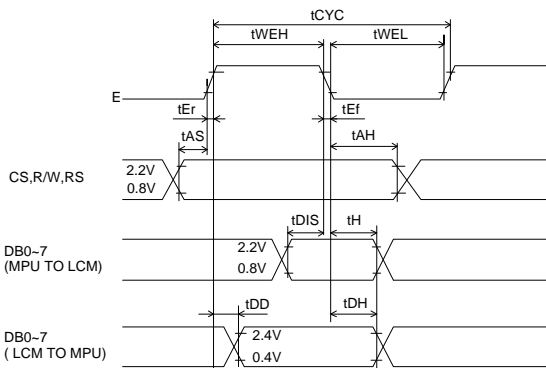 tCYC
tWEH tWEL
E
tEr tEf
tAS tAH
CS,R/W,RS
2.2V
0.8V
tDIS tH
DB0~7
(MPU TO LCM)
2.2V
0.8V
tDD tDH
DB0~7
( LCM TO MPU)
2.4V
0.4V